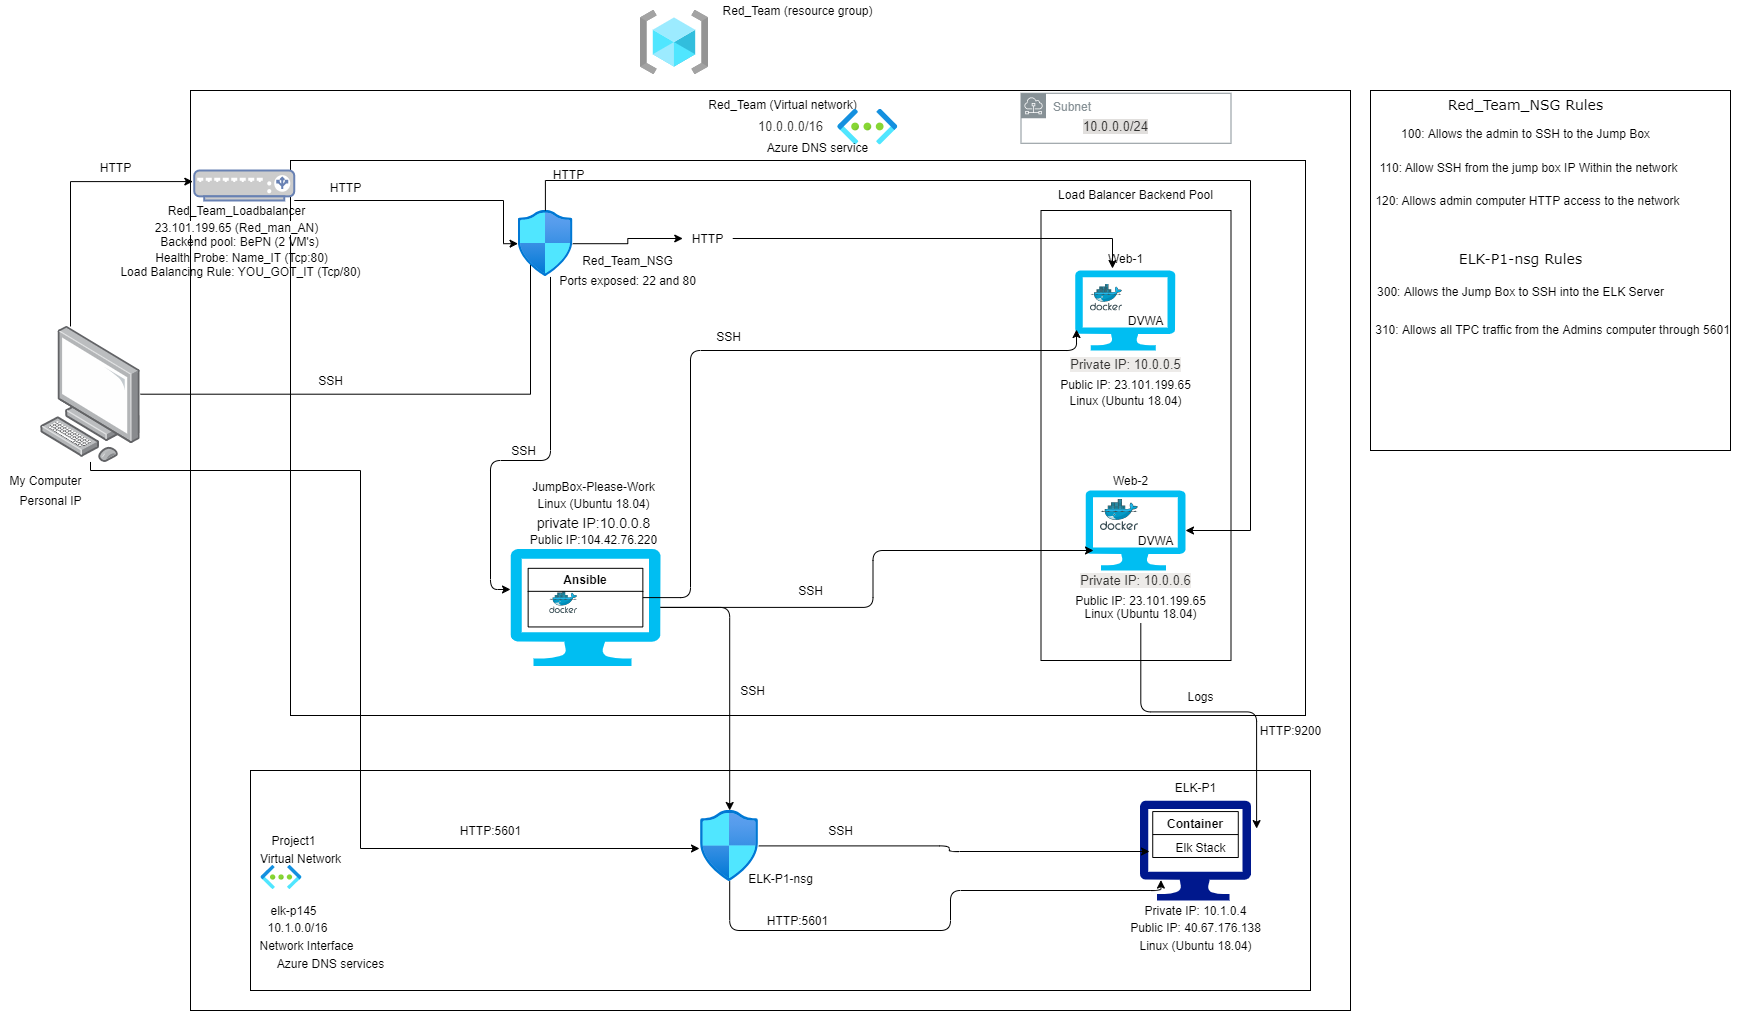 Red_Team (resource group)
Red_Team (Virtual network)
10.0.0.0/16
Azure DNS service
Subnet
10.0.0.0/24
Red_Team_NSG Rules
100: Allows the admin to SSH to the Jump Box
110: Allow SSH from the jump box IP Within the network
120: Allows admin computer HTTP access to the network
ELK-P1-nsg Rules
300: Allows the Jump Box to SSH into the ELK Server
310: Allows all TPC traffic from the Admins computer through 5601
HTTP
HTTP
HTTP
Red_Team_Loadbalancer
23.101.199.65 (Red_man_AN)
Backend pool: BePN (2 VM's)
Health Probe: Name_IT (Tcp:80)
Load Balancing Rule: YOU_GOT_IT (Tcp/80)
HTTP
Red_Team_NSG
Ports exposed: 22 and 80
Load Balancer Backend Pool
Web-1
docker
DVWA
Private IP: 10.0.0.5
Public IP: 23.101.199.65
Linux (Ubuntu 18.04)
SSH
SSH
My Computer
Personal IP
SSH
JumpBox-Please-Work
Linux (Ubuntu 18.04)
private IP:10.0.0.8
Public IP:104.42.76.220
Ansible
docker
SSH
Web-2
docker
DVWA
Private IP: 10.0.0.6
Public IP: 23.101.199.65
Linux (Ubuntu 18.04)
SSH
Logs
HTTP:9200
Project1
Virtual Network
elk-p145
10.1.0.0/16
Network Interface
Azure DNS services
HTTP:5601
ELK-P1-nsg
SSH
HTTP:5601
ELK-P1
Container
Elk Stack
Private IP: 10.1.0.4
Public IP: 40.67.176.138
Linux (Ubuntu 18.04)